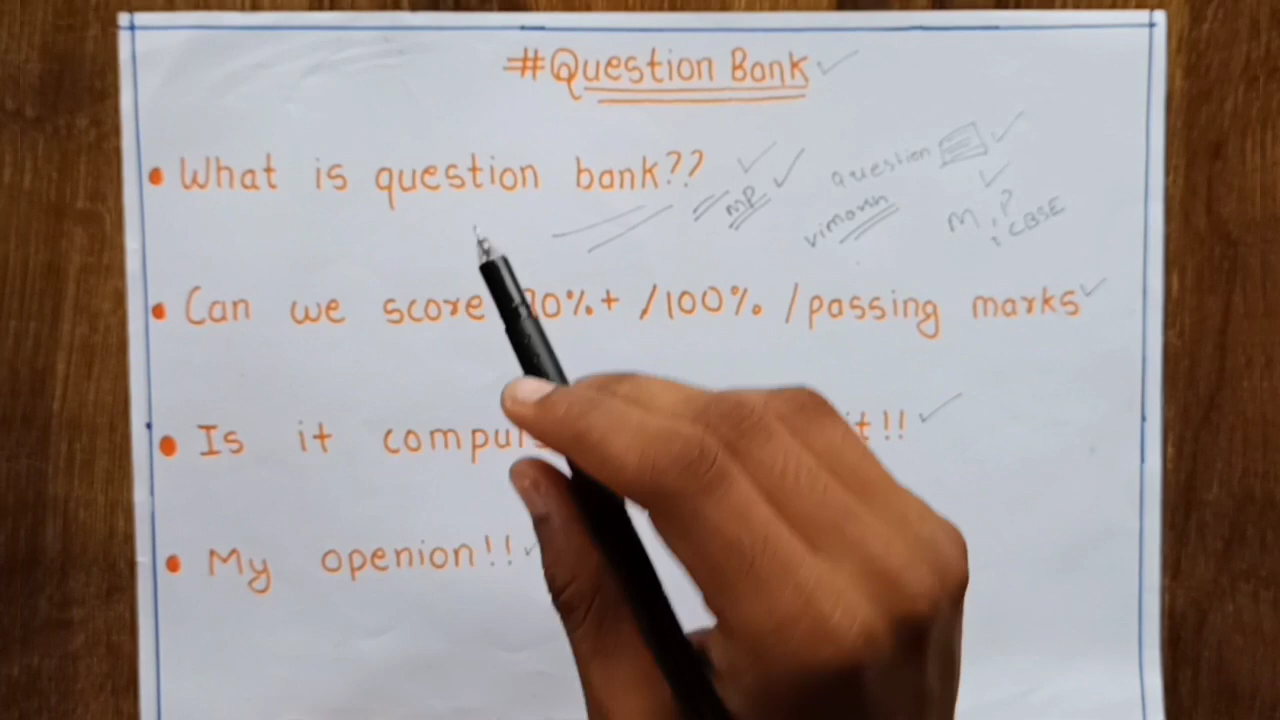 #Question Bank
• What is question bank??
MP
question
vimarsh
M.P
CBSE
• Can we score 90%+ /100% /passing marks
• Is it t!!
• My openion!!